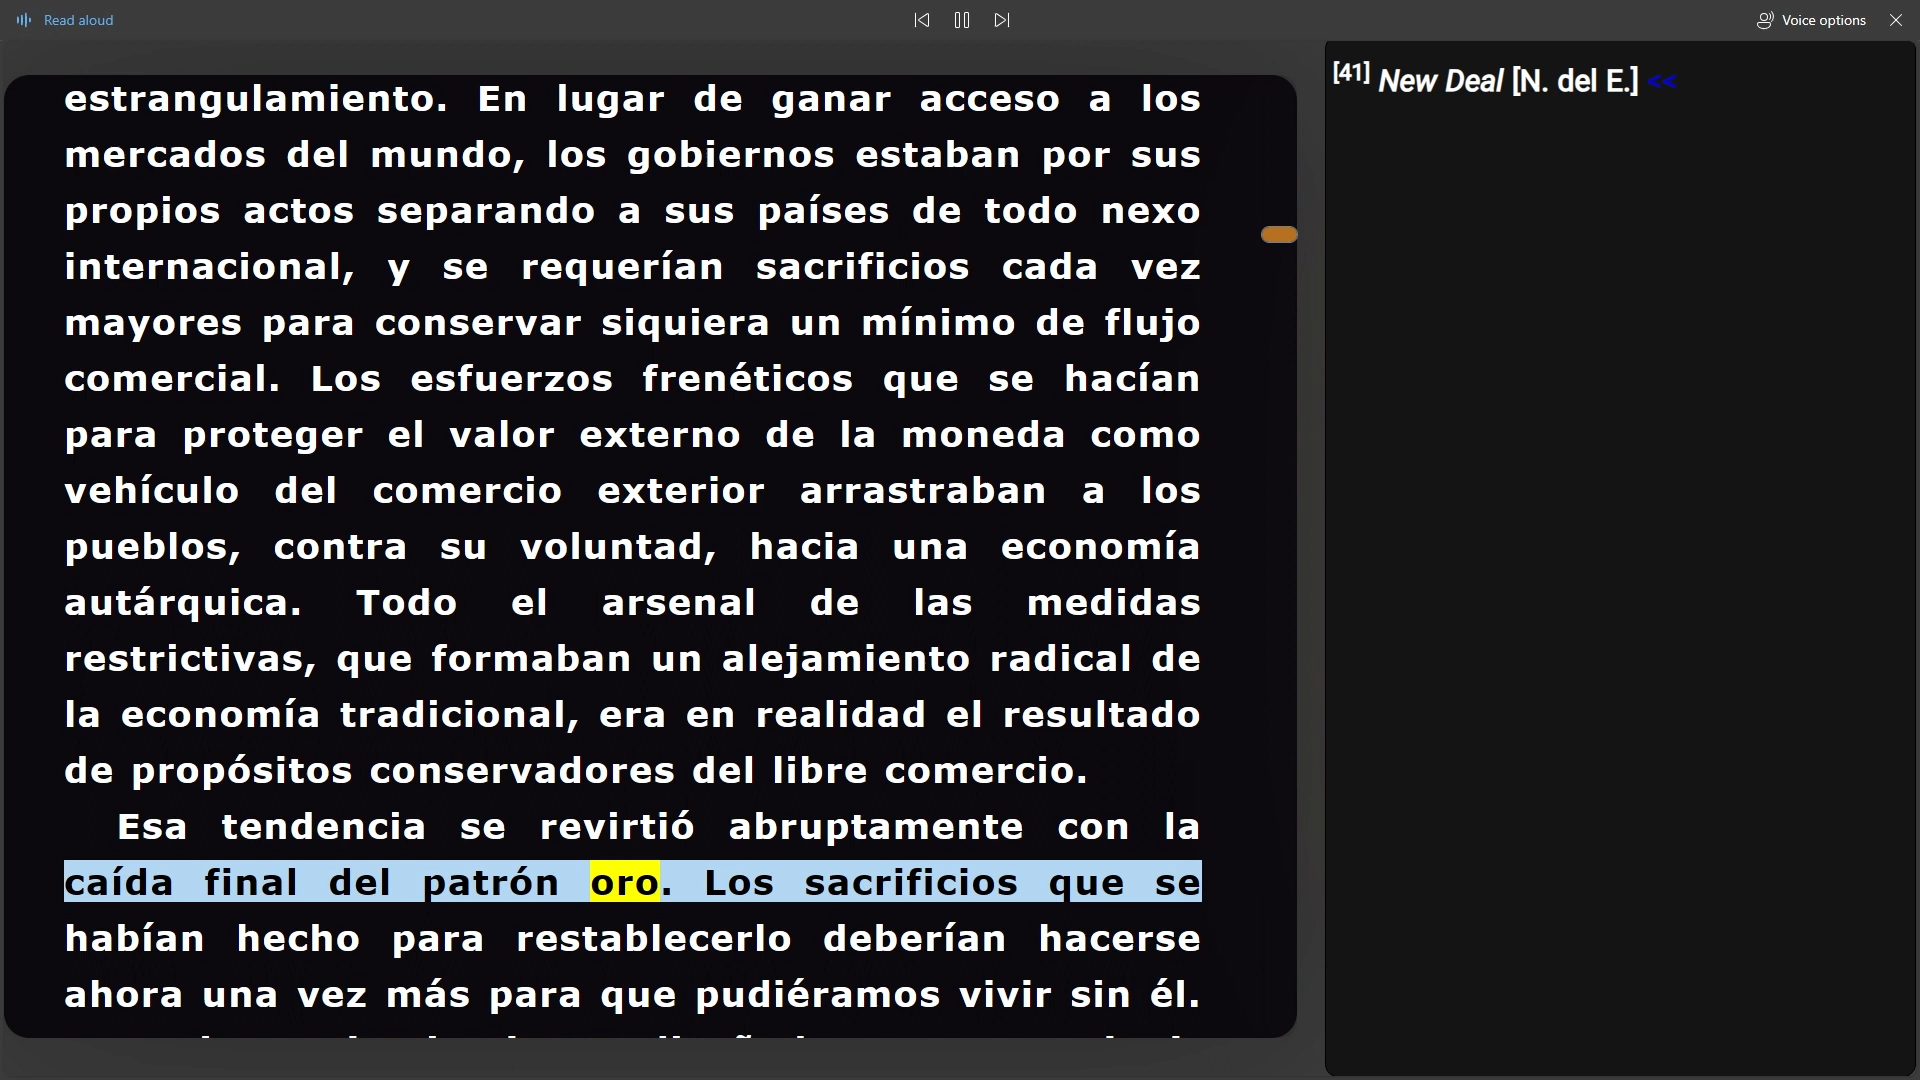 Read aloud
Voice options
estrangulamiento. En lugar de ganar acceso a los
mercados del mundo, los gobiernos estaban por sus
propios actos separando a sus países de todo nexo
internacional, y se requerían sacrificios cada vez
mayores para conservar siquiera un mínimo de flujo
comercial. Los esfuerzos frenéticos que se hacían
para proteger el valor externo de la moneda como
vehículo del comercio exterior arrastraban a los
pueblos, contra su voluntad, hacia una economía
autárquica. Todo el arsenal de las medidas
restrictivas, que formaban un alejamiento radical de
la economía tradicional, era en realidad el resultado
de propósitos conservadores del libre comercio.
Esa tendencia se revirtió abruptamente con la
caída final del patrón oro. Los sacrificios que se
habían hecho para restablecerlo deberían hacerse
ahora una vez más para que pudiéramos vivir sin él.
[41] New Deal [N. del E.] <<